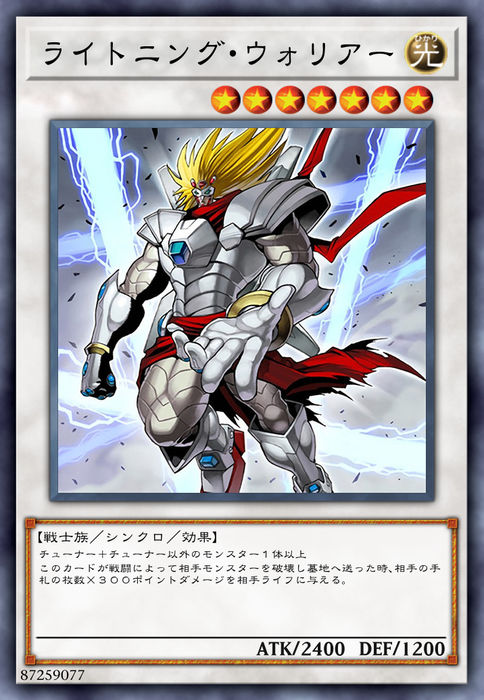 ライトニング・ウォリアー
ひかり
光
【戦士族／シンクロ／効果】
チューナー＋チューナー以外のモンスター１体以上
このカードが戦闘によって相手モンスターを破壊し墓地へ送った時、相手の手
札の枚数×３００ポイントダメージを相手ライフに与える。
ATK/2400 DEF/1200
87259077